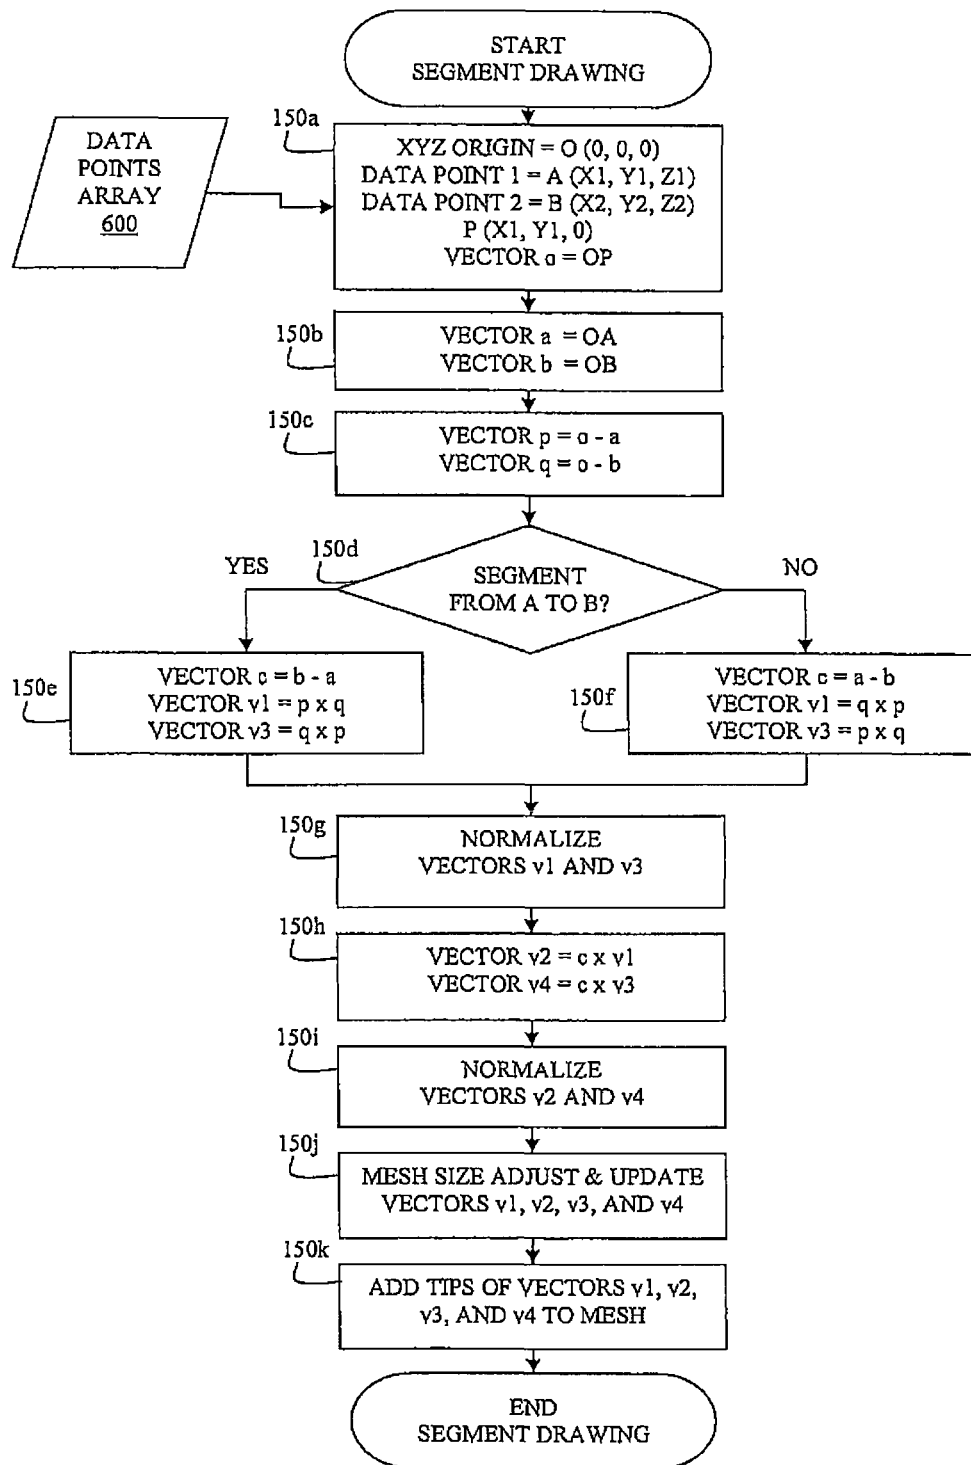 START
SEGMENT DRAWING
150a
DATA
POINTS
ARRAY
600
XYZ ORIGIN = O (0, 0, 0)
DATA POINT 1 = A (X1, Y1, Z1)
DATA POINT 2 = B (X2, Y2, Z2)
P (X1, Y1, 0)
VECTOR o = OP
150b
VECTOR a = OA
VECTOR b = OB
150c
VECTOR p = o - a
VECTOR q = o - b
150d
YES
SEGMENT
FROM A TO B?
NO
150e
VECTOR c = b - a
VECTOR v1 = p x q
VECTOR v3 = q x p
150f
VECTOR c = a - b
VECTOR v1 = q x p
VECTOR v3 = p x q
150g
NORMALIZE
VECTORS v1 AND v3
150h
VECTOR v2 = c x v1
VECTOR v4 = c x v3
150i
NORMALIZE
VECTORS v2 AND v4
150j
MESH SIZE ADJUST & UPDATE
VECTORS v1, v2, v3, AND v4
150k
ADD TIPS OF VECTORS v1, v2,
v3, AND v4 TO MESH
END
SEGMENT DRAWING